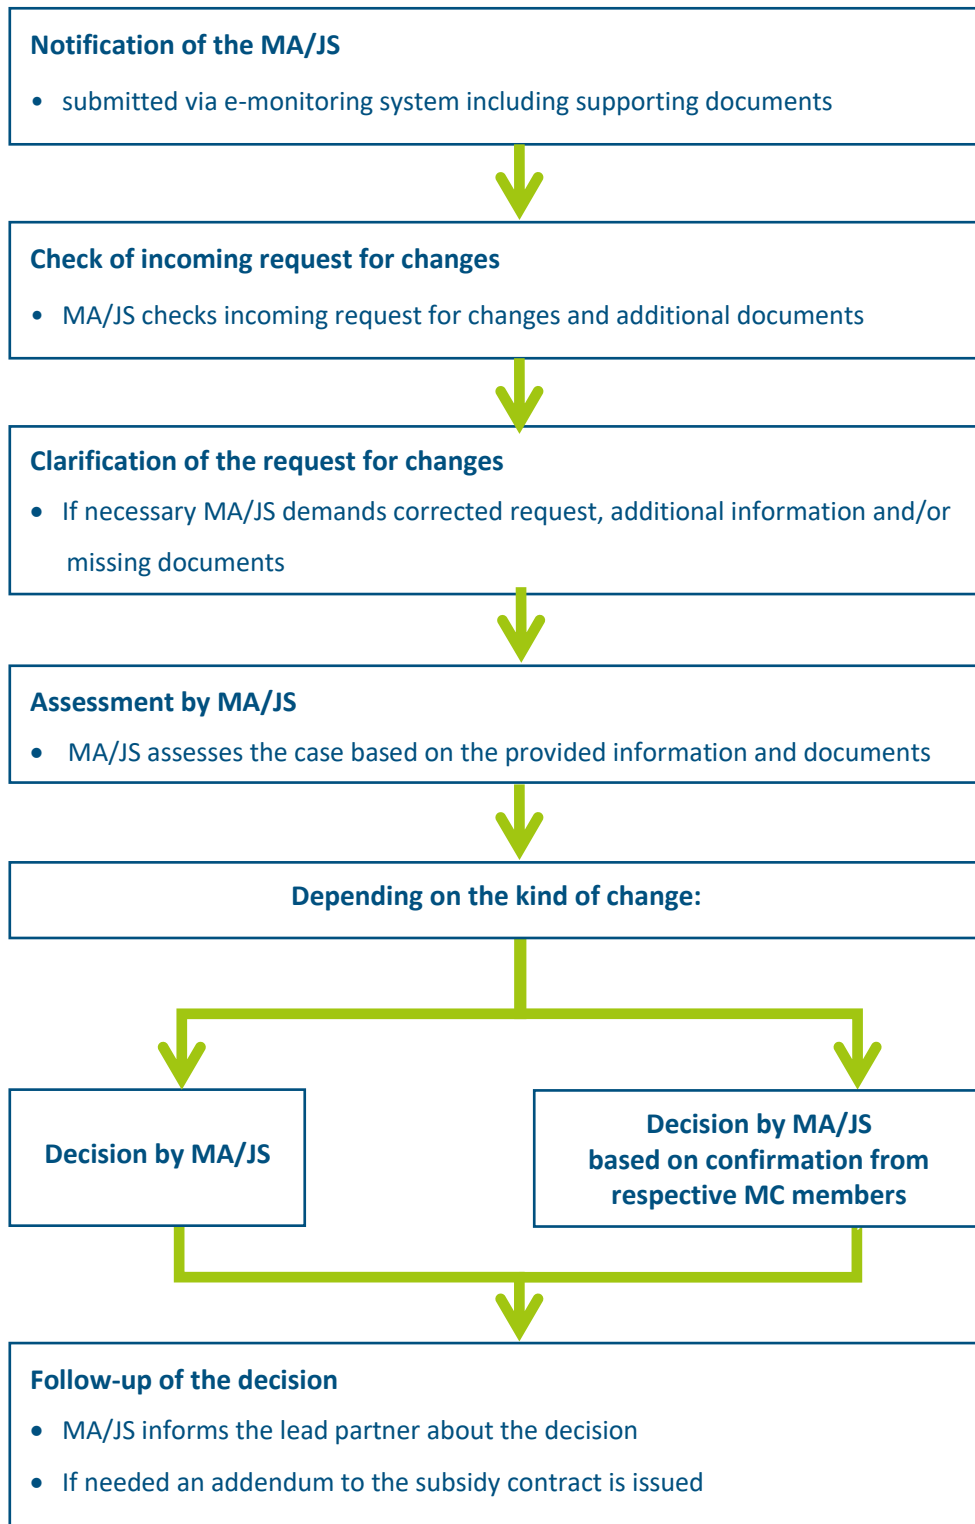 Notification of the MA/JS
• submitted via e-monitoring system including supporting documents
Check of incoming request for changes
• MA/JS checks incoming request for changes and additional documents
Clarification of the request for changes
• If necessary MA/JS demands corrected request, additional information and/or
missing documents
Assessment by MA/JS
• MA/JS assesses the case based on the provided information and documents
Depending on the kind of change:
Decision by MA/JS
Decision by MA/JS
based on confirmation from
respective MC members
Follow-up of the decision
• MA/JS informs the lead partner about the decision
• If needed an addendum to the subsidy contract is issued